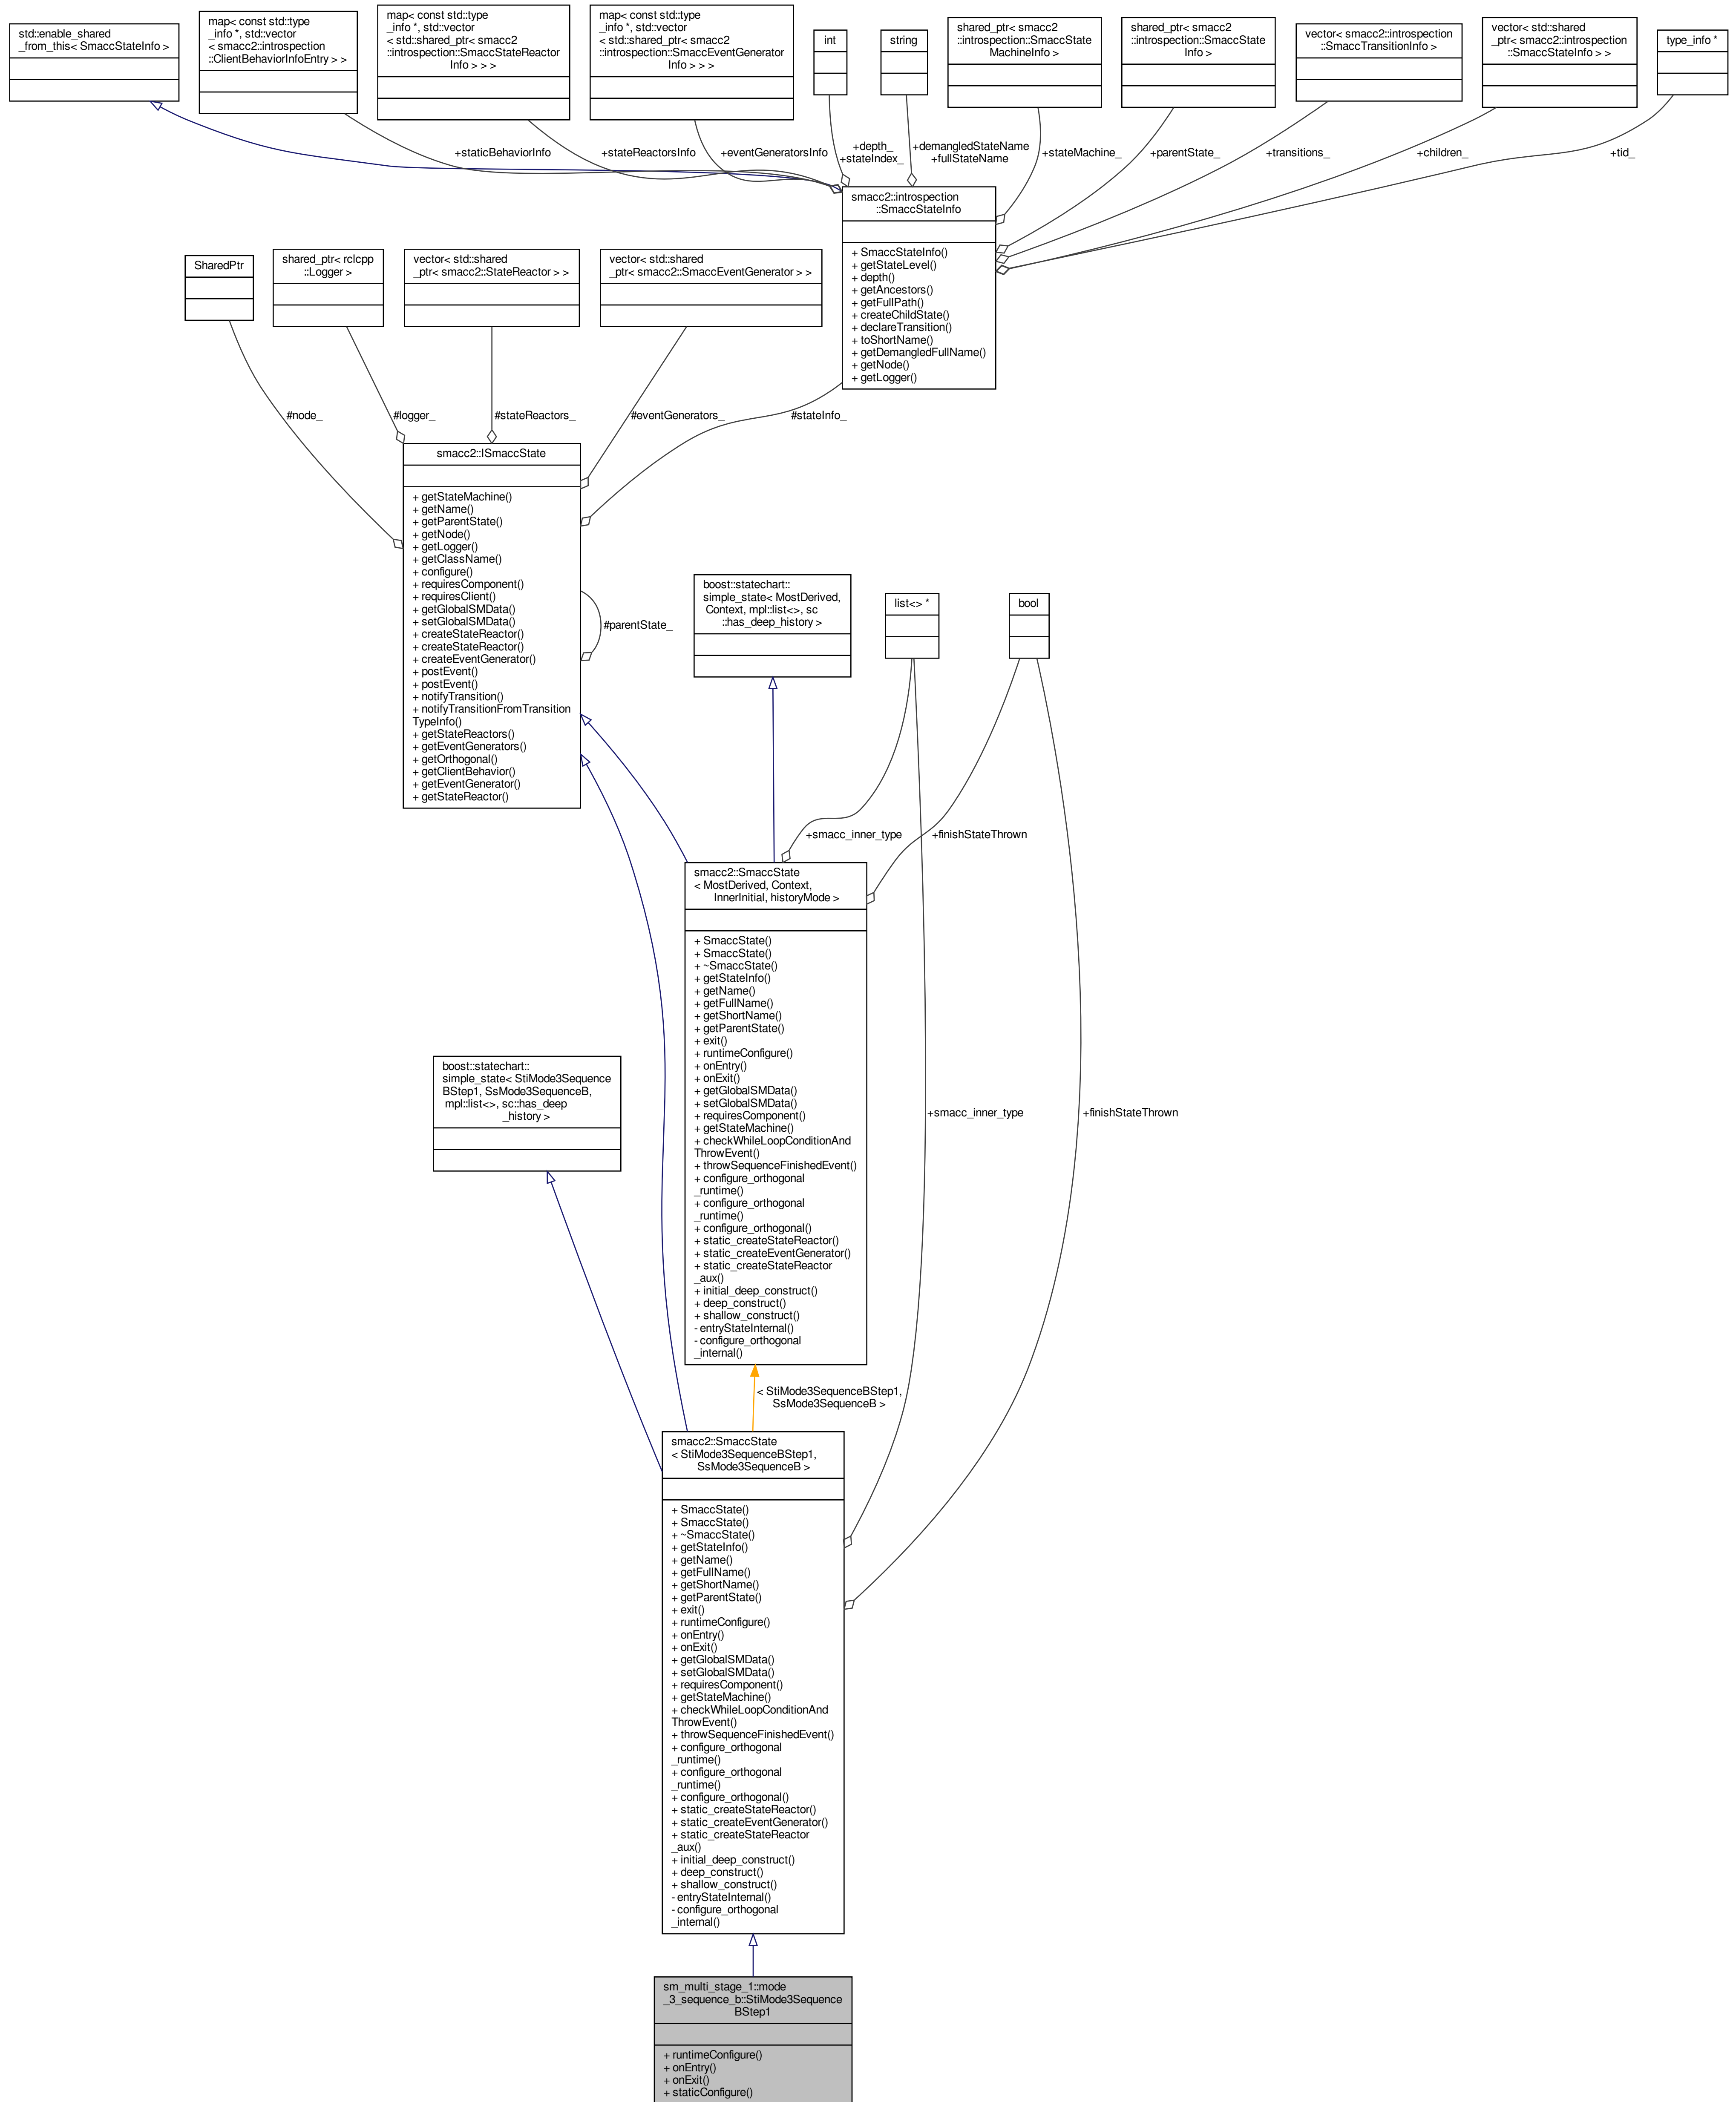 std::enable_shared
_from_this< SmaccStateInfo >
map< const std::type
_info *, std::vector
< smacc2::introspection
::ClientBehaviorInfoEntry > >
map< const std::type
_info *, std::vector
< std::shared_ptr< smacc2
::introspection::SmaccStateReactor
Info > > >
map< const std::type
_info *, std::vector
< std::shared_ptr< smacc2
::introspection::SmaccEventGenerator
Info > > >
int
string
shared_ptr< smacc2
::introspection::SmaccState
MachineInfo >
shared_ptr< smacc2
::introspection::SmaccState
Info >
vector< smacc2::introspection
::SmaccTransitionInfo >
vector< std::shared
_ptr< smacc2::introspection
::SmaccStateInfo > >
type_info *
+staticBehaviorInfo
+stateReactorsInfo
+eventGeneratorsInfo
+depth_
+stateIndex_
+demangledStateName
+fullStateName
+stateMachine_
+parentState_
+transitions_
+children_
+tid_
smacc2::introspection
::SmaccStateInfo
+ SmaccStateInfo()
+ getStateLevel()
+ depth()
+ getAncestors()
+ getFullPath()
+ createChildState()
+ declareTransition()
+ toShortName()
+ getDemangledFullName()
+ getNode()
+ getLogger()
SharedPtr
shared_ptr< rclcpp
::Logger >
vector< std::shared
_ptr< smacc2::StateReactor > >
vector< std::shared
_ptr< smacc2::SmaccEventGenerator > >
#node_
#logger_
#stateReactors_
#eventGenerators_
#stateInfo_
smacc2::ISmaccState
+ getStateMachine()
+ getName()
+ getParentState()
+ getNode()
+ getLogger()
+ getClassName()
+ configure()
+ requiresComponent()
+ requiresClient()
+ getGlobalSMData()
+ setGlobalSMData()
+ createStateReactor()
+ createStateReactor()
+ createEventGenerator()
+ postEvent()
+ postEvent()
+ notifyTransition()
+ notifyTransitionFromTransition
TypeInfo()
+ getStateReactors()
+ getEventGenerators()
+ getOrthogonal()
+ getClientBehavior()
+ getEventGenerator()
+ getStateReactor()
#parentState_
boost::statechart::
simple_state< MostDerived,
Context, mpl::list<>, sc
::has_deep_history >
list<> *
bool
+smacc_inner_type
+finishStateThrown
smacc2::SmaccState
< MostDerived, Context,
InnerInitial, historyMode >
+ SmaccState()
+ SmaccState()
+ ~SmaccState()
+ getStateInfo()
+ getName()
+ getFullName()
+ getShortName()
+ getParentState()
+ exit()
+ runtimeConfigure()
+ onEntry()
+ onExit()
+ getGlobalSMData()
+ setGlobalSMData()
+ requiresComponent()
+ getStateMachine()
+ checkWhileLoopConditionAnd
ThrowEvent()
+ throwSequenceFinishedEvent()
+ configure_orthogonal
_runtime()
+ configure_orthogonal
_runtime()
+ configure_orthogonal()
+ static_createStateReactor()
+ static_createEventGenerator()
+ static_createStateReactor
_aux()
+ initial_deep_construct()
+ deep_construct()
+ shallow_construct()
- entryStateInternal()
- configure_orthogonal
_internal()
boost::statechart::
simple_state< StiMode3Sequence
BStep1, SsMode3SequenceB,
mpl::list<>, sc::has_deep
_history >
+smacc_inner_type
+finishStateThrown
< StiMode3SequenceBStep1,
SsMode3SequenceB >
smacc2::SmaccState
< StiMode3SequenceBStep1,
SsMode3SequenceB >
+ SmaccState()
+ SmaccState()
+ ~SmaccState()
+ getStateInfo()
+ getName()
+ getFullName()
+ getShortName()
+ getParentState()
+ exit()
+ runtimeConfigure()
+ onEntry()
+ onExit()
+ getGlobalSMData()
+ setGlobalSMData()
+ requiresComponent()
+ getStateMachine()
+ checkWhileLoopConditionAnd
ThrowEvent()
+ throwSequenceFinishedEvent()
+ configure_orthogonal
_runtime()
+ configure_orthogonal
_runtime()
+ configure_orthogonal()
+ static_createStateReactor()
+ static_createEventGenerator()
+ static_createStateReactor
_aux()
+ initial_deep_construct()
+ deep_construct()
+ shallow_construct()
- entryStateInternal()
- configure_orthogonal
_internal()
sm_multi_stage_1::mode
_3_sequence_b::StiMode3Sequence
BStep1
+ runtimeConfigure()
+ onEntry()
+ onExit()
+ staticConfigure()